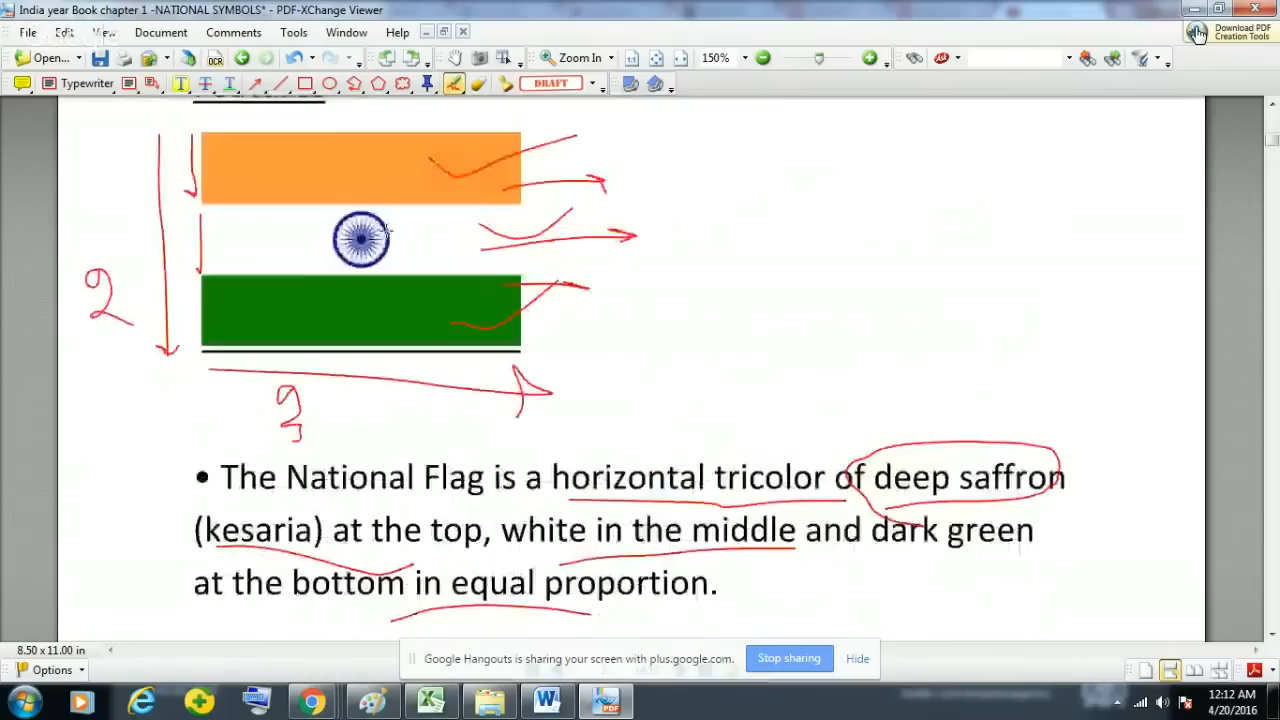 India year Book chapter 1 -NATIONAL SYMBOLS* - PDF-XChange Viewer
File Edit View Document Comments Tools Window Help
Download PDF
Creation Tools
Open... OCR Zoom In 150%
Typewriter DRAFT
2
3
• The National Flag is a horizontal tricolor of deep saffron
(kesaria) at the top, white in the middle and dark green
at the bottom in equal proportion.
8.50 x 11.00 in
Google Hangouts is sharing your screen with plus.google.com. Stop sharing Hide
Options
12:12 AM
4/20/2016